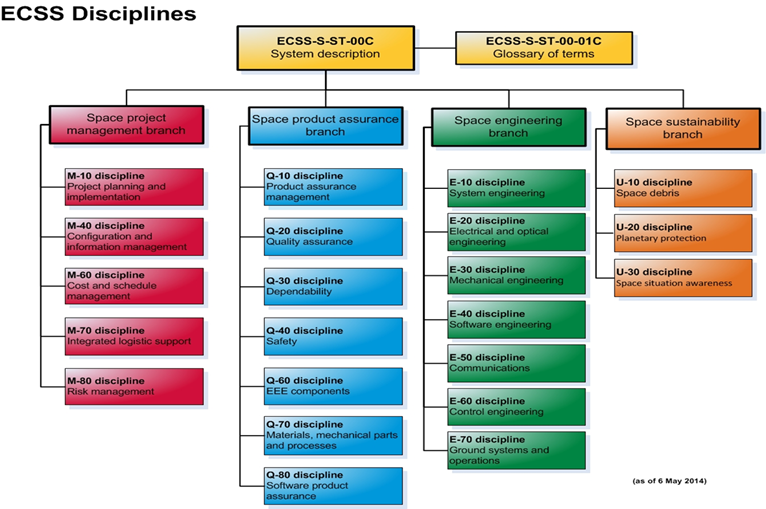 ECSS Disciplines
ECSS-S-ST-00C
System description
ECSS-S-ST-00-01C
Glossary of terms
Space project
management branch
M-10 discipline
Project planning and
implementation
M-40 discipline
Configuration and
information management
M-60 discipline
Cost and schedule
management
M-70 discipline
Integrated logistic support
M-80 discipline
Risk management
Space product assurance
branch
Q-10 discipline
Product assurance
management
Q-20 discipline
Quality assurance
Q-30 discipline
Dependability
Q-40 discipline
Safety
Q-60 discipline
EEE components
Q-70 discipline
Materials, mechanical parts
and processes
Q-80 discipline
Software product
assurance
Space engineering
branch
E-10 discipline
System engineering
E-20 discipline
Electrical and optical
engineering
E-30 discipline
Mechanical engineering
E-40 discipline
Software engineering
E-50 discipline
Communications
E-60 discipline
Control engineering
E-70 discipline
Ground systems and
operations
Space sustainability
branch
U-10 discipline
Space debris
U-20 discipline
Planetary protection
U-30 discipline
Space situation awareness
(as of 6 May 2014)